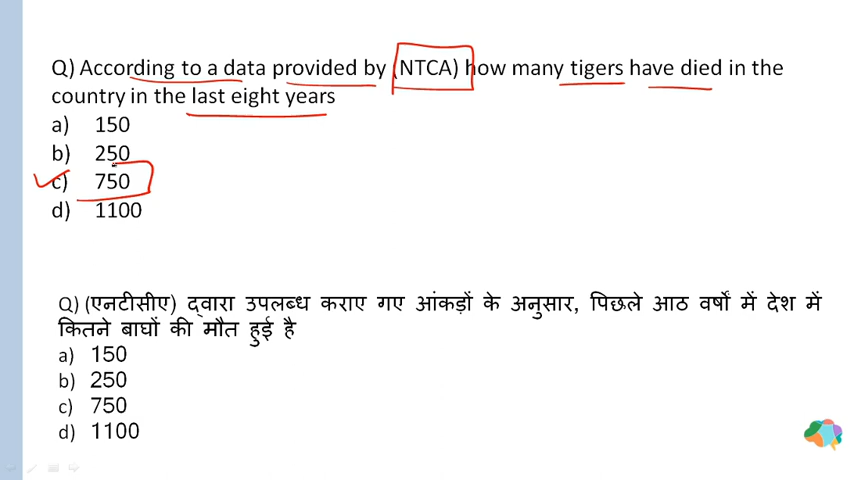 Q) According to a data provided by (NTCA) how many tigers have died in the
country in the last eight years
a) 150
b) 250
c) 750
d) 1100
Q) (एनटीसीए) द्वारा उपलब्ध कराए गए आंकड़ों के अनुसार, पिछले आठ वर्षों में देश में
कितने बाघों की मौत हुई है
a) 150
b) 250
c) 750
d) 1100